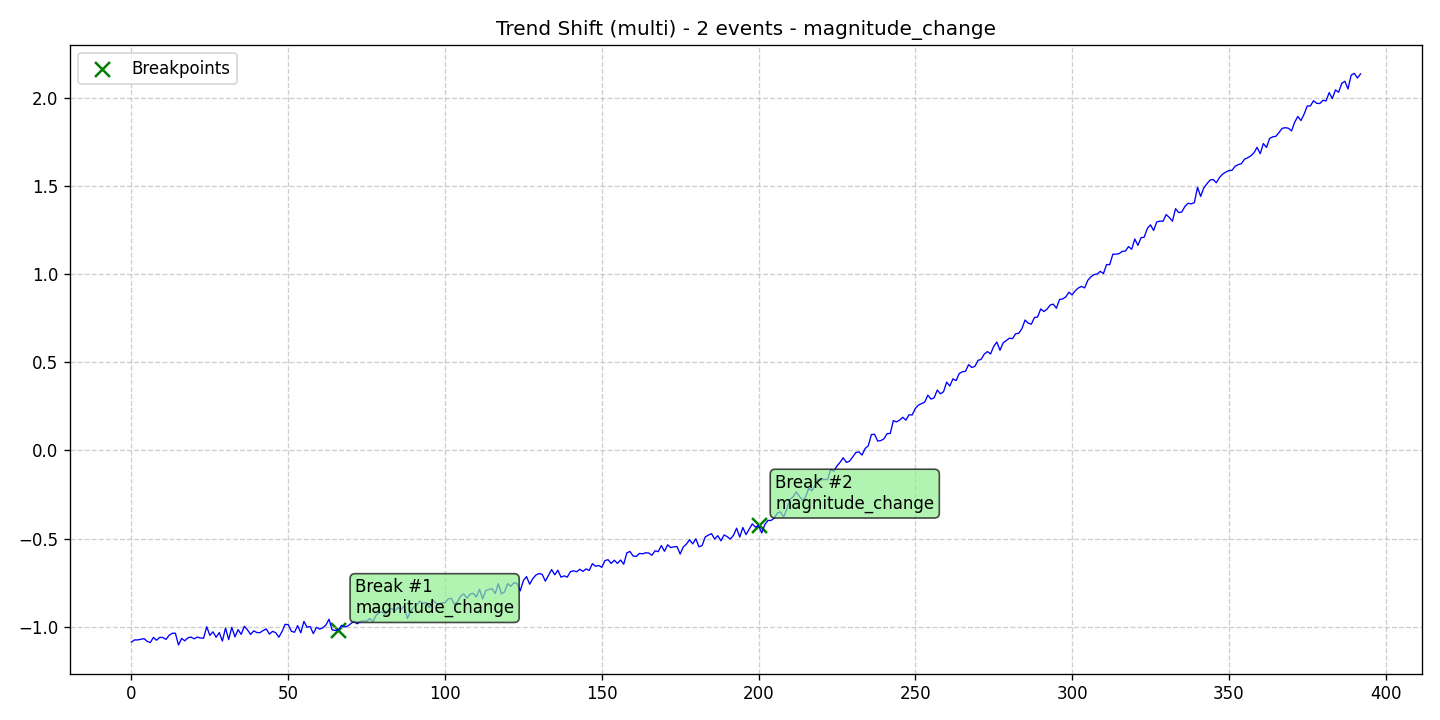 Trend Shift (multi) - 2 events - magnitude_change
Breakpoints
2.0
1.5
1.0
0.5
0.0
−0.5
−1.0
Break #2
magnitude_change
Break #1
magnitude_change
0 50 100 150 200 250 300 350 400